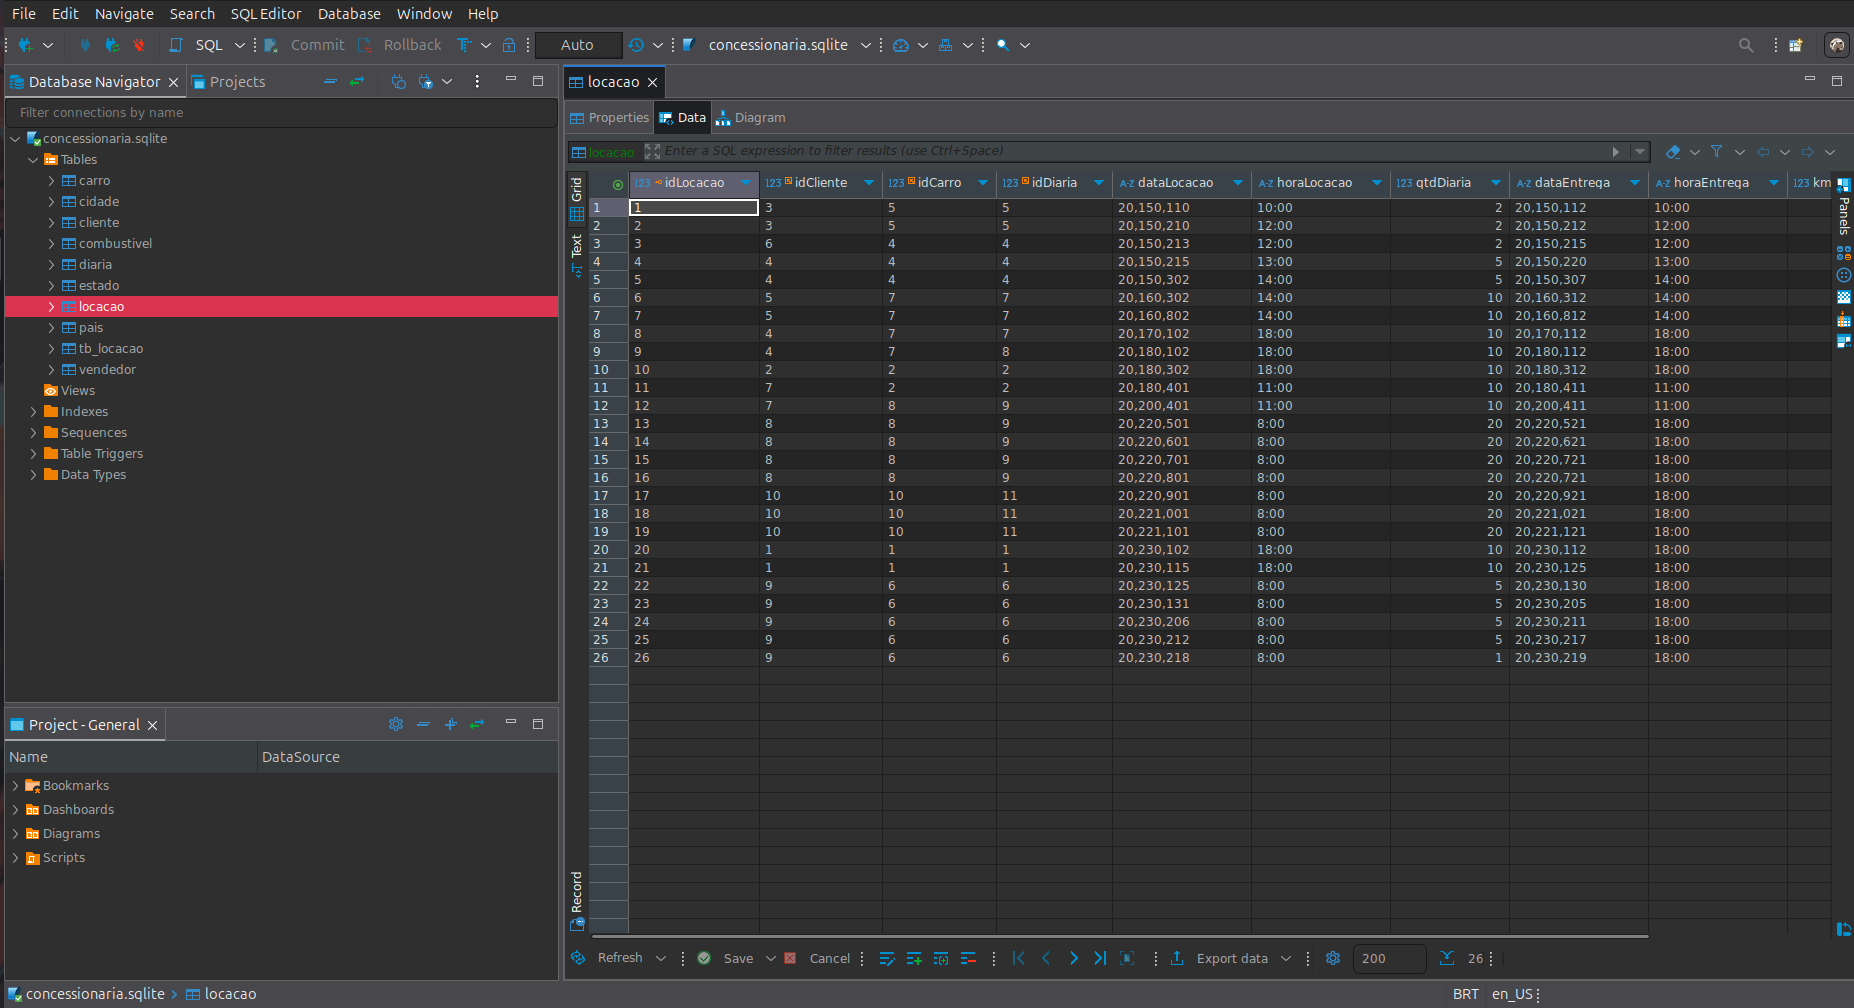 File Edit Navigate Search SQL Editor Database Window Help
SQL Commit Rollback Auto concessionaria.sqlite
Database Navigator Projects
Filter connections by name
concessionaria.sqlite
Tables
carro
cidade
cliente
combustivel
diaria
estado
locacao
pais
tb_locacao
vendedor
Views
Indexes
Sequences
Table Triggers
Data Types
Project - General
Name DataSource
Bookmarks
Dashboards
Diagrams
Scripts
locacao
Properties Data Diagram
locacao Enter a SQL expression to filter results (use Ctrl+Space)
Grid
Text
Record
Panels
123 idLocacao 123 idCliente 123 idCarro 123 idDiaria A-Z dataLocacao A-Z horaLocacao 123 qtdDiaria A-Z dataEntrega A-Z horaEntrega 123 km
1 1 3 5 5 20,150,110 10:00 2 20,150,112 10:00
2 2 3 5 5 20,150,210 12:00 2 20,150,212 12:00
3 3 6 4 4 20,150,213 12:00 2 20,150,215 12:00
4 4 4 4 4 20,150,215 13:00 5 20,150,220 13:00
5 5 4 4 4 20,150,302 14:00 5 20,150,307 14:00
6 6 5 7 7 20,160,302 14:00 10 20,160,312 14:00
7 7 5 7 7 20,160,802 14:00 10 20,160,812 14:00
8 8 4 7 7 20,170,102 18:00 10 20,170,112 18:00
9 9 4 7 8 20,180,102 18:00 10 20,180,112 18:00
10 10 2 2 2 20,180,302 18:00 10 20,180,312 18:00
11 11 7 2 2 20,180,401 11:00 10 20,180,411 11:00
12 12 7 8 9 20,200,401 11:00 10 20,200,411 11:00
13 13 8 8 9 20,220,501 8:00 20 20,220,521 18:00
14 14 8 8 9 20,220,601 8:00 20 20,220,621 18:00
15 15 8 8 9 20,220,701 8:00 20 20,220,721 18:00
16 16 8 8 9 20,220,801 8:00 20 20,220,721 18:00
17 17 10 10 11 20,220,901 8:00 20 20,220,921 18:00
18 18 10 10 11 20,221,001 8:00 20 20,221,021 18:00
19 19 10 10 11 20,221,101 8:00 20 20,221,121 18:00
20 20 1 1 1 20,230,102 18:00 10 20,230,112 18:00
21 21 1 1 1 20,230,115 18:00 10 20,230,125 18:00
22 22 9 6 6 20,230,125 8:00 5 20,230,130 18:00
23 23 9 6 6 20,230,131 8:00 5 20,230,205 18:00
24 24 9 6 6 20,230,206 8:00 5 20,230,211 18:00
25 25 9 6 6 20,230,212 8:00 5 20,230,217 18:00
26 26 9 6 6 20,230,218 8:00 1 20,230,219 18:00
Refresh Save Cancel Export data 200 26
concessionaria.sqlite locacao BRT en_US